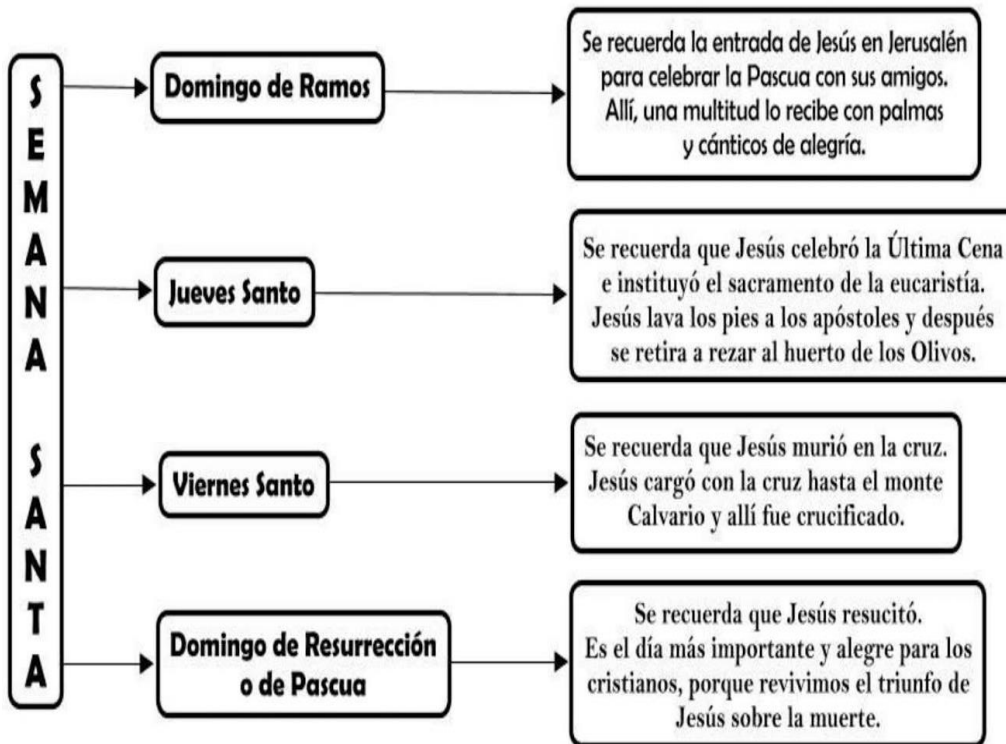 SEMANA SANTA
Domingo de Ramos
Se recuerda la entrada de Jesús en Jerusalén
para celebrar la Pascua con sus amigos.
Allí, una multitud lo recibe con palmas
y cánticos de alegría.
Jueves Santo
Se recuerda que Jesús celebró la Última Cena
e instituyó el sacramento de la eucaristía.
Jesús lava los pies a los apóstoles y después
se retira a rezar al huerto de los Olivos.
Viernes Santo
Se recuerda que Jesús murió en la cruz.
Jesús cargó con la cruz hasta el monte
Calvario y allí fue crucificado.
Domingo de Resurrección
o de Pascua
Se recuerda que Jesús resucitó.
Es el día más importante y alegre para los
cristianos, porque revivimos el triunfo de
Jesús sobre la muerte.